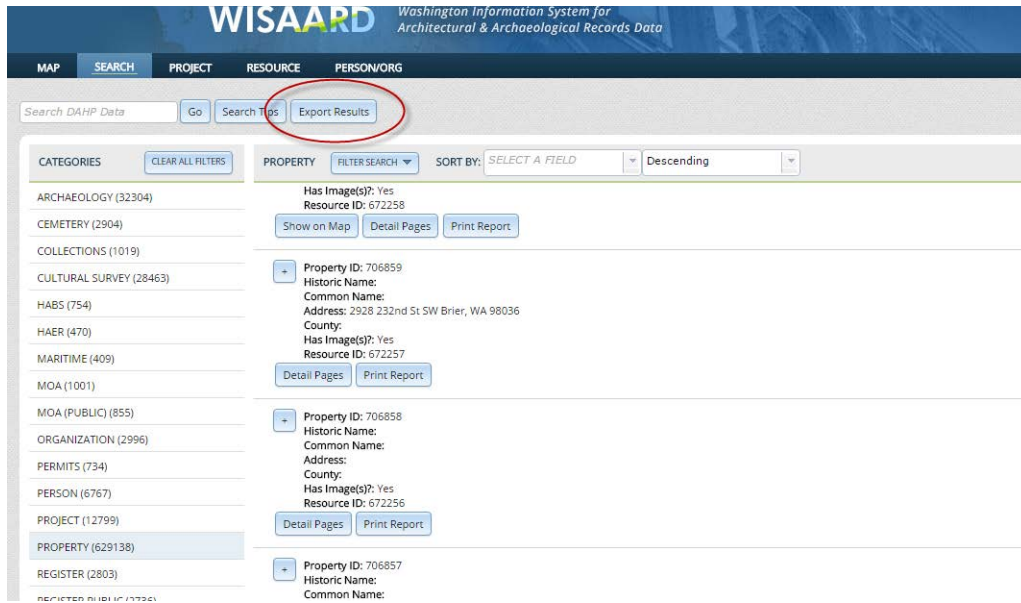 WISAARD
Washington Information System for
Architectural & Archaeological Records Data
MAP SEARCH PROJECT RESOURCE PERSON/ORG
Search DAHP Data Go Search Tips Export Results
CATEGORIES CLEAR ALL FILTERS
PROPERTY FILTER SEARCH SORT BY: SELECT A FIELD Descending
ARCHAEOLOGY (32304)
CEMETERY (2904)
COLLECTIONS (1019)
CULTURAL SURVEY (28463)
HABS (754)
HAER (470)
MARITIME (409)
MOA (1001)
MOA (PUBLIC) (855)
ORGANIZATION (2996)
PERMITS (734)
PERSON (6767)
PROJECT (12799)
PROPERTY (629138)
REGISTER (2803)
REGISTER PUBLIC (2736)
Has Image(s)?: Yes
Resource ID: 672258
Show on Map Detail Pages Print Report
+ Property ID: 706859
Historic Name:
Common Name:
Address: 2928 232nd St SW Brier, WA 98036
County:
Has Image(s)?: Yes
Resource ID: 672257
Detail Pages Print Report
+ Property ID: 706858
Historic Name:
Common Name:
Address:
County:
Has Image(s)?: Yes
Resource ID: 672256
Detail Pages Print Report
+ Property ID: 706857
Historic Name:
Common Name: